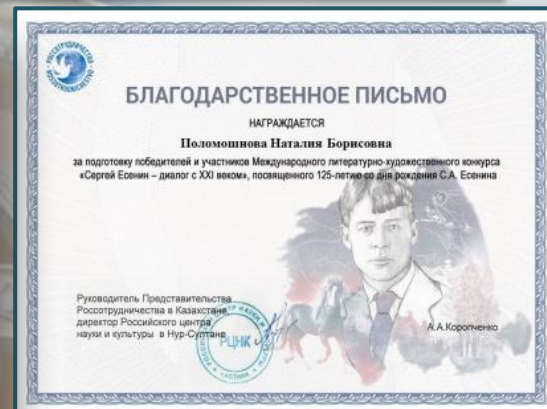 БЛАГОДАРСТВЕННОЕ ПИСЬМО
НАГРАЖДАЕТСЯ
Поломошнова Наталия Борисовна
за подготовку победителей и участников Международного литературно-художественного конкурса
«Сергей Есенин – диалог с XXI веком», посвященного 125-летию со дня рождения С.А. Есенина
Руководитель Представительства
Россотрудничества в Казахстане,
директор Российского центра
науки и культуры в Нур-Султане
А.А.Коропченко
РЦНК